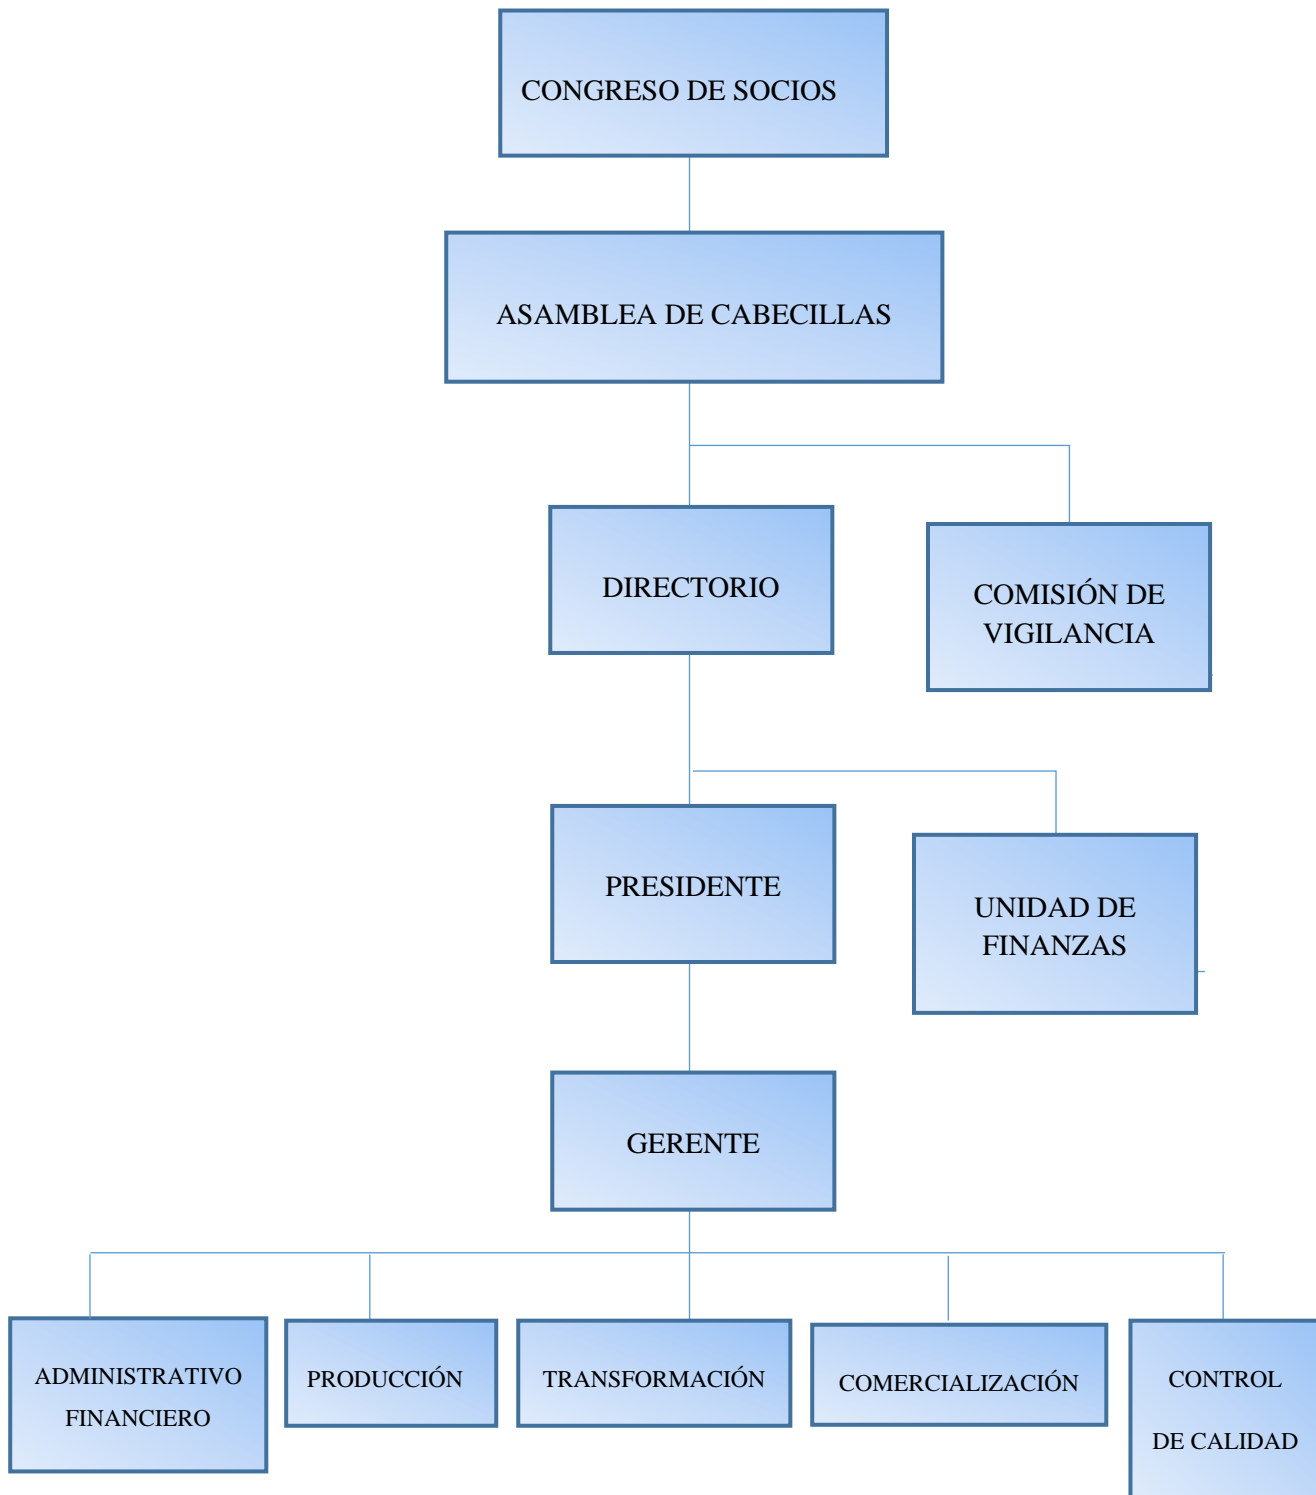 CONGRESO DE SOCIOS
ASAMBLEA DE CABECILLAS
DIRECTORIO
COMISIÓN DE
VIGILANCIA
PRESIDENTE
UNIDAD DE
FINANZAS
GERENTE
ADMINISTRATIVO
FINANCIERO
PRODUCCIÓN
TRANSFORMACIÓN
COMERCIALIZACIÓN
CONTROL
DE CALIDAD